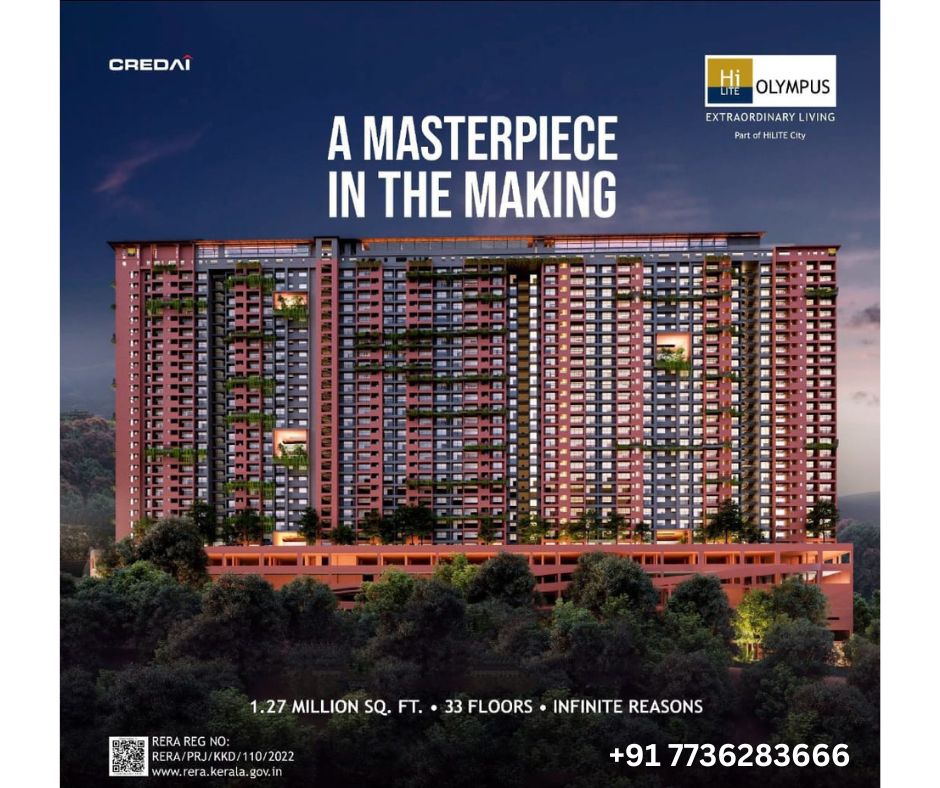 CREDAI
Hi
LITE
OLYMPUS
EXTRAORDINARY LIVING
Part of HiLITE City
A MASTERPIECE
IN THE MAKING
1.27 MILLION SQ. FT. • 33 FLOORS • INFINITE REASONS
RERA REG NO:
RERA/PRJ/KKD/110/2022
www.rera.kerala.gov.in
+91 7736283666